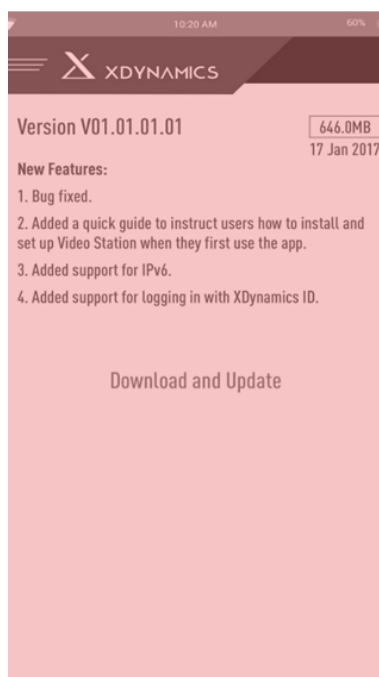 10:20 AM
60%
XDYNAMICS
Version V01.01.01.01
646.0MB
17 Jan 2017
New Features:
1. Bug fixed.
2. Added a quick guide to instruct users how to install and
set up Video Station when they first use the app.
3. Added support for IPv6.
4. Added support for logging in with XDynamics ID.
Download and Update